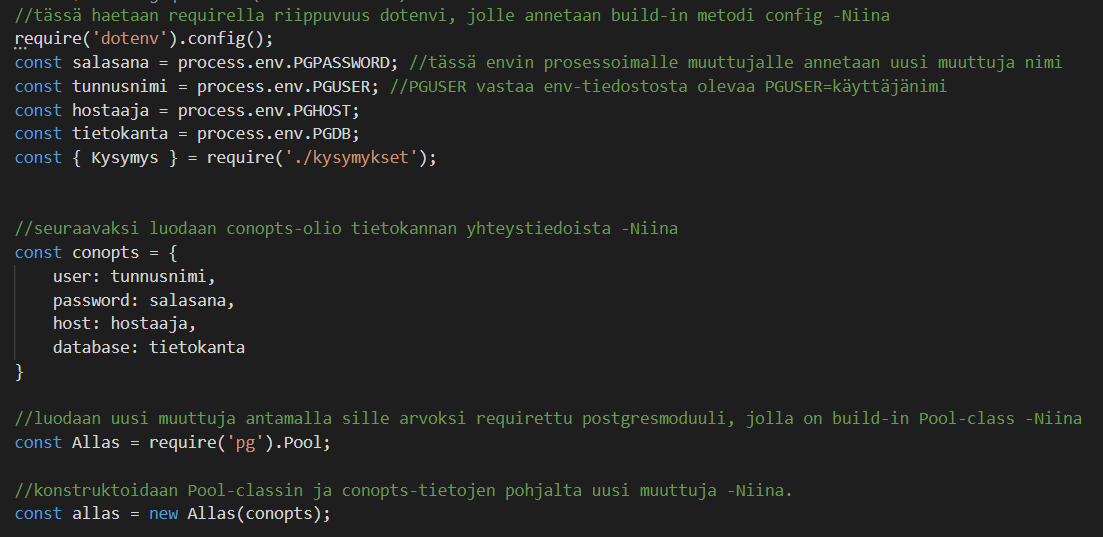 //tässä haetaan requirella riippuvuus dotenvi, jolle annetaan build-in metodi config -Niina
require('dotenv').config();
const salasana = process.env.PGPASSWORD; //tässä envin prosessoimalle muuttujalle annetaan uusi muuttuja nimi
const tunnusnimi = process.env.PGUSER; //PGUSER vastaa env-tiedostosta olevaa PGUSER=käyttäjänimi
const hostaaja = process.env.PGHOST;
const tietokanta = process.env.PGDB;
const { Kysymys } = require('./kysymykset');
//seuraavaksi luodaan conopts-olio tietokannan yhteystiedoista -Niina
const conopts = {
    user: tunnusnimi,
    password: salasana,
    host: hostaaja,
    database: tietokanta
}
//luodaan uusi muuttuja antamalla sille arvoksi requirettu postgresmoduuli, jolla on build-in Pool-class -Niina
const Allas = require('pg').Pool;
//konstruktoidaan Pool-classin ja conopts-tietojen pohjalta uusi muuttuja -Niina.
const allas = new Allas(conopts);